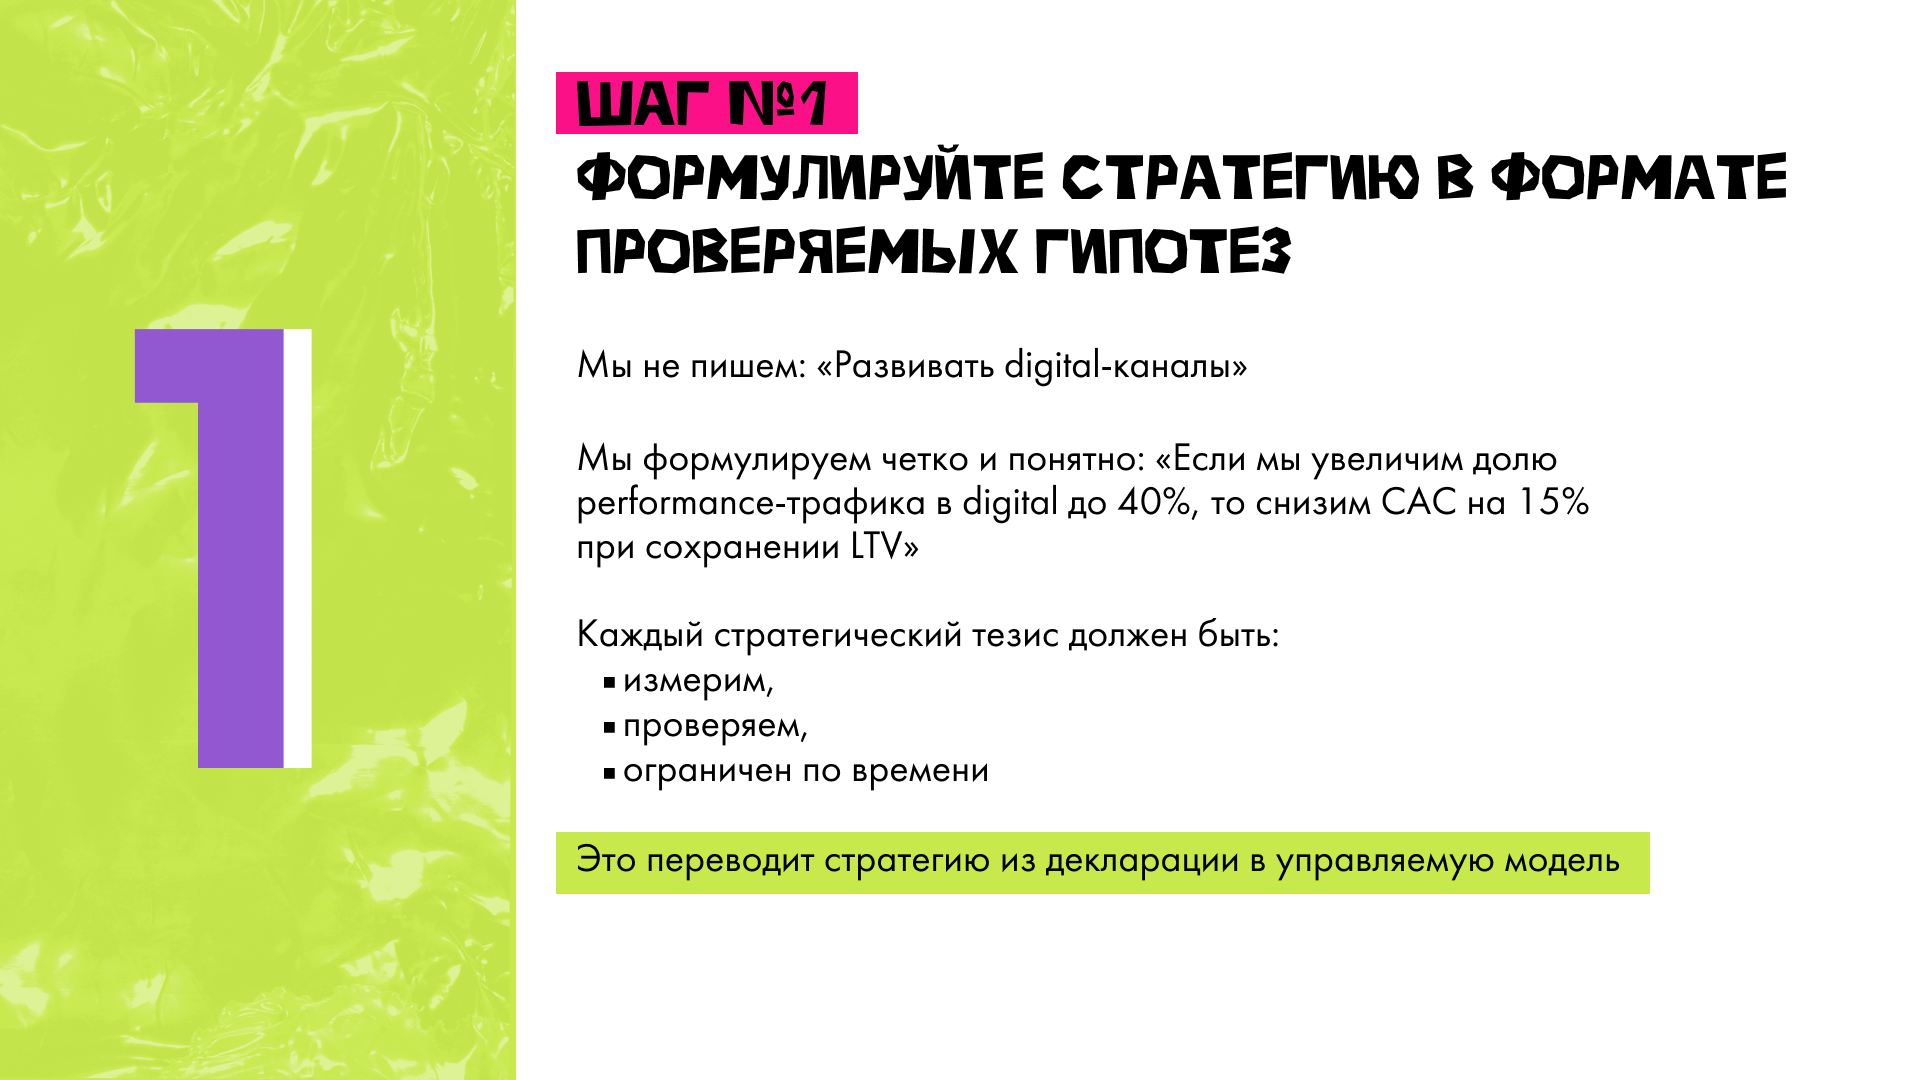 1
ШАГ №1
ФОРМУЛИРУЙТЕ СТРАТЕГИЮ В ФОРМАТЕ
ПРОВЕРЯЕМЫХ ГИПОТЕЗ
Мы не пишем: «Развивать digital-каналы»
Мы формулируем четко и понятно: «Если мы увеличим долю
performance-трафика в digital до 40%, то снизим CAC на 15%
при сохранении LTV»
Каждый стратегический тезис должен быть:
▪ измерим,
▪ проверяем,
▪ ограничен по времени
Это переводит стратегию из декларации в управляемую модель